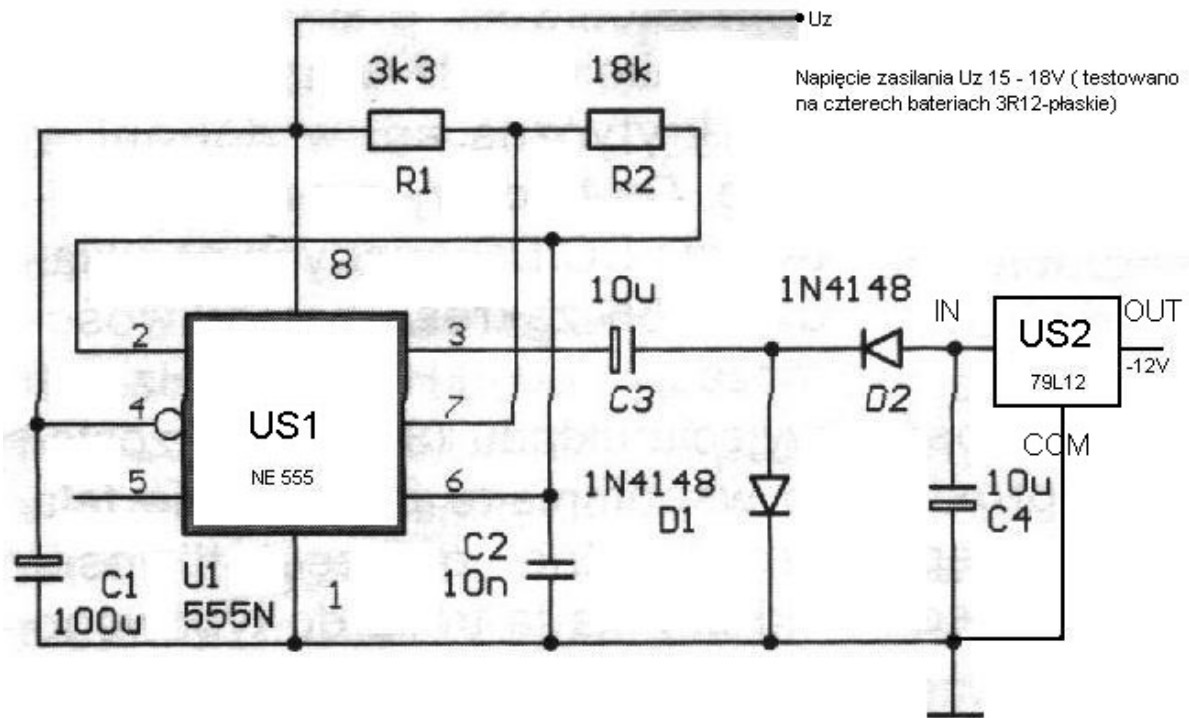 Uz
Napięcie zasilania Uz 15 - 18V ( testowano
na czterech bateriach 3R12-płaskie)
3k3
18k
R1
R2
8
10u
1N4148
IN
OUT
2
3
US2
-12V
79L12
C3
D2
4
7
US1
COM
NE 555
5
6
1N4148
10u
D1
C4
C2
C1
U1
10n
100u
555N
1